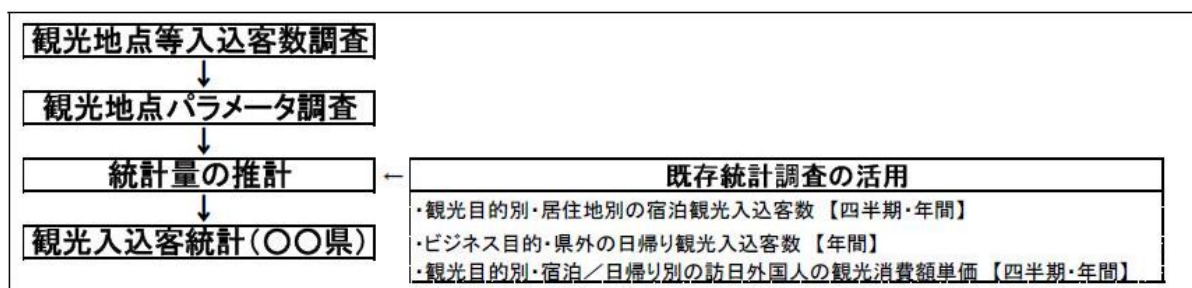 観光地点等入込客数調査
↓
観光地点パラメータ調査
↓
統計量の推計 ← 既存統計調査の活用
・観光目的別・居住地別の宿泊観光入込客数 【四半期・年間】
↓
・ビジネス目的・県外の日帰り観光入込客数 【年間】
観光入込客統計(〇〇県)
・観光目的別・宿泊/日帰り別の訪日外国人の観光消費額単価 【四半期・年間】